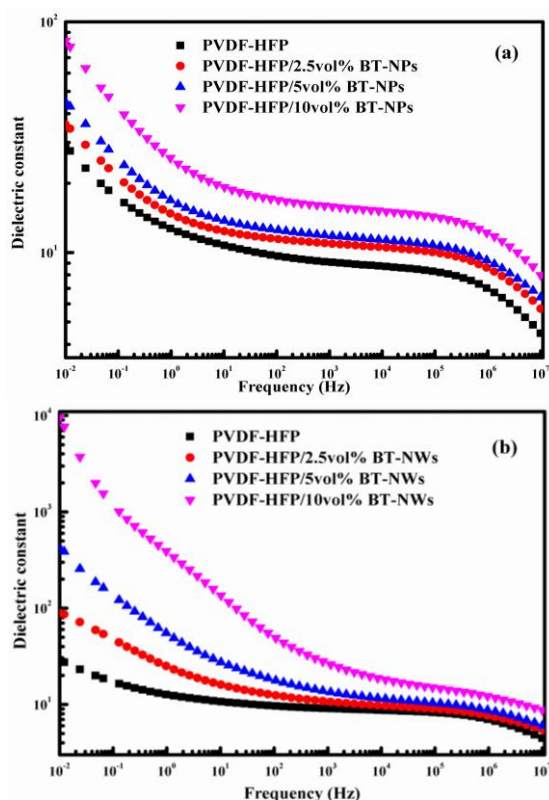 (a)
PVDF-HFP
PVDF-HFP/2.5vol% BT-NPs
PVDF-HFP/5vol% BT-NPs
PVDF-HFP/10vol% BT-NPs
Dielectric constant
10²
10¹
10⁻² 10⁻¹ 10⁰ 10¹ 10² 10³ 10⁴ 10⁵ 10⁶ 10⁷
Frequency (Hz)
(b)
PVDF-HFP
PVDF-HFP/2.5vol% BT-NWs
PVDF-HFP/5vol% BT-NWs
PVDF-HFP/10vol% BT-NWs
Dielectric constant
10⁴
10³
10²
10¹
10⁻² 10⁻¹ 10⁰ 10¹ 10² 10³ 10⁴ 10⁵ 10⁶ 10⁷
Frequency (Hz)